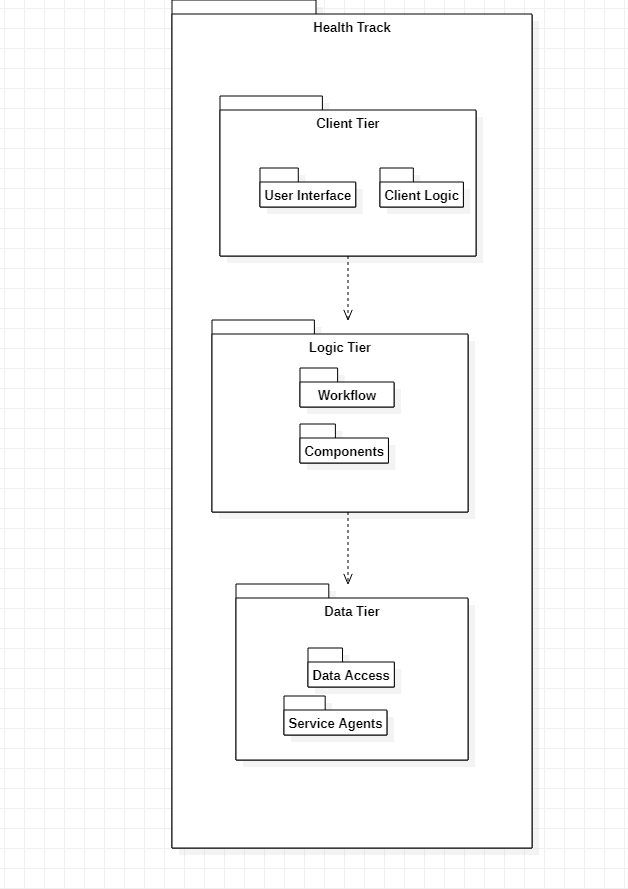 Health Track
Client Tier
User Interface
Client Logic
Logic Tier
Workflow
Components
Data Tier
Data Access
Service Agents